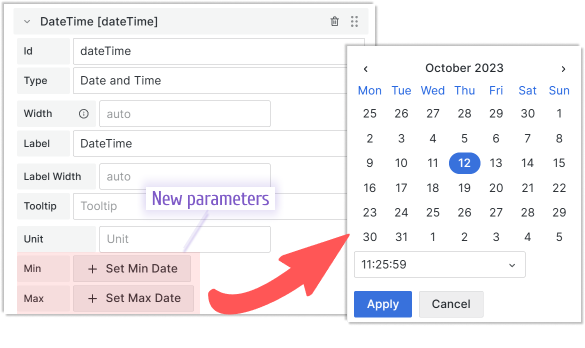 DateTime [dateTime]
Id dateTime
Type Date and Time
Width auto
Label DateTime
Label Width auto
Tooltip Tooltip
New parameters
Unit Unit
Min + Set Min Date
Max + Set Max Date
October 2023
Mon Tue Wed Thu Fri Sat Sun
25 26 27 28 29 30 1
2 3 4 5 6 7 8
9 10 11 12 13 14 15
16 17 18 19 20 21 22
23 24 25 26 27 28 29
30 31 1 2 3 4 5
11:25:59
Apply Cancel